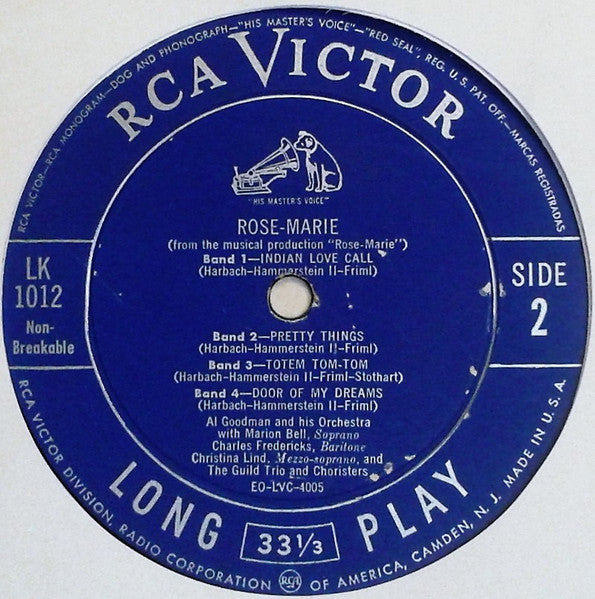 RCA VICTOR—RCA MONOGRAM—DOG AND PHONOGRAPH—"HIS MASTER'S VOICE"—"RED SEAL", REG. U.S. PAT. OFF.—MARCAS REGISTRADAS
RCA VICTOR
"HIS MASTER'S VOICE"
ROSE-MARIE
(from the musical production "Rose-Marie")
Band 1—INDIAN LOVE CALL
(Harbach-Hammerstein II–Friml)
LK
1012
Non-
Breakable
SIDE
2
Band 2—PRETTY THINGS
(Harbach-Hammerstein II–Friml)
Band 3—TOTEM TOM-TOM
(Harbach-Hammerstein II-Friml-Stothart)
Band 4—DOOR OF MY DREAMS
(Harbach-Hammerstein II–Friml)
Al Goodman and his Orchestra
with Marion Bell, Soprano
Charles Fredericks, Baritone
Christina Lind, Mezzo-soprano, and
The Guild Trio and Choristers
EO-LVC-4005
LONG PLAY
33 1/3
RCA VICTOR DIVISION, RADIO CORPORATION RCA OF AMERICA, CAMDEN, N. J. MADE IN U.S.A.